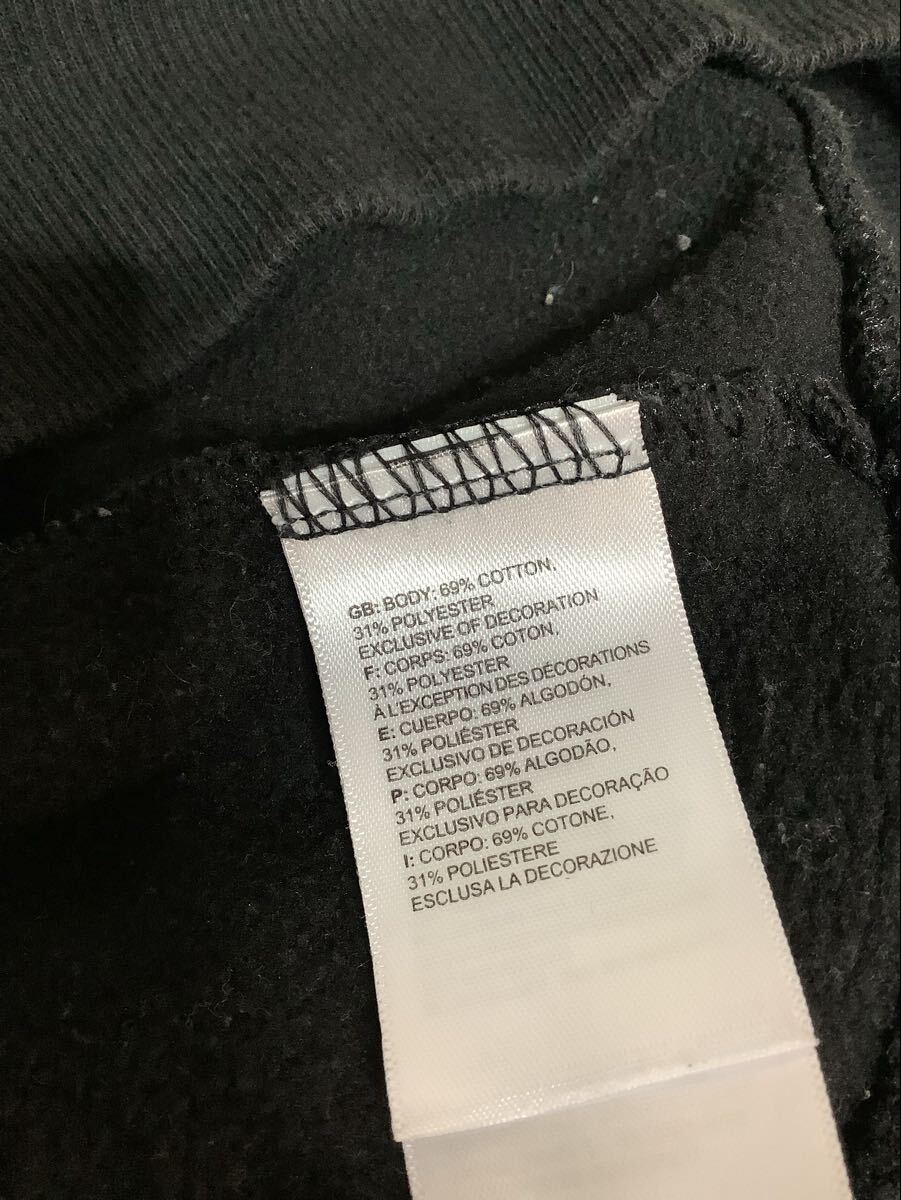 GB: BODY: 69% COTTON,
31% POLYESTER
EXCLUSIVE OF DECORATION
F: CORPS: 69% COTON,
31% POLYESTER
À L'EXCEPTION DES DÉCORATIONS
E: CUERPO: 69% ALGODÓN,
31% POLIÉSTER
EXCLUSIVO DE DECORACIÓN
P: CORPO: 69% ALGODÃO,
31% POLIÉSTER
EXCLUSIVO PARA DECORAÇÃO
I: CORPO: 69% COTONE,
31% POLIESTERE
ESCLUSA LA DECORAZIONE